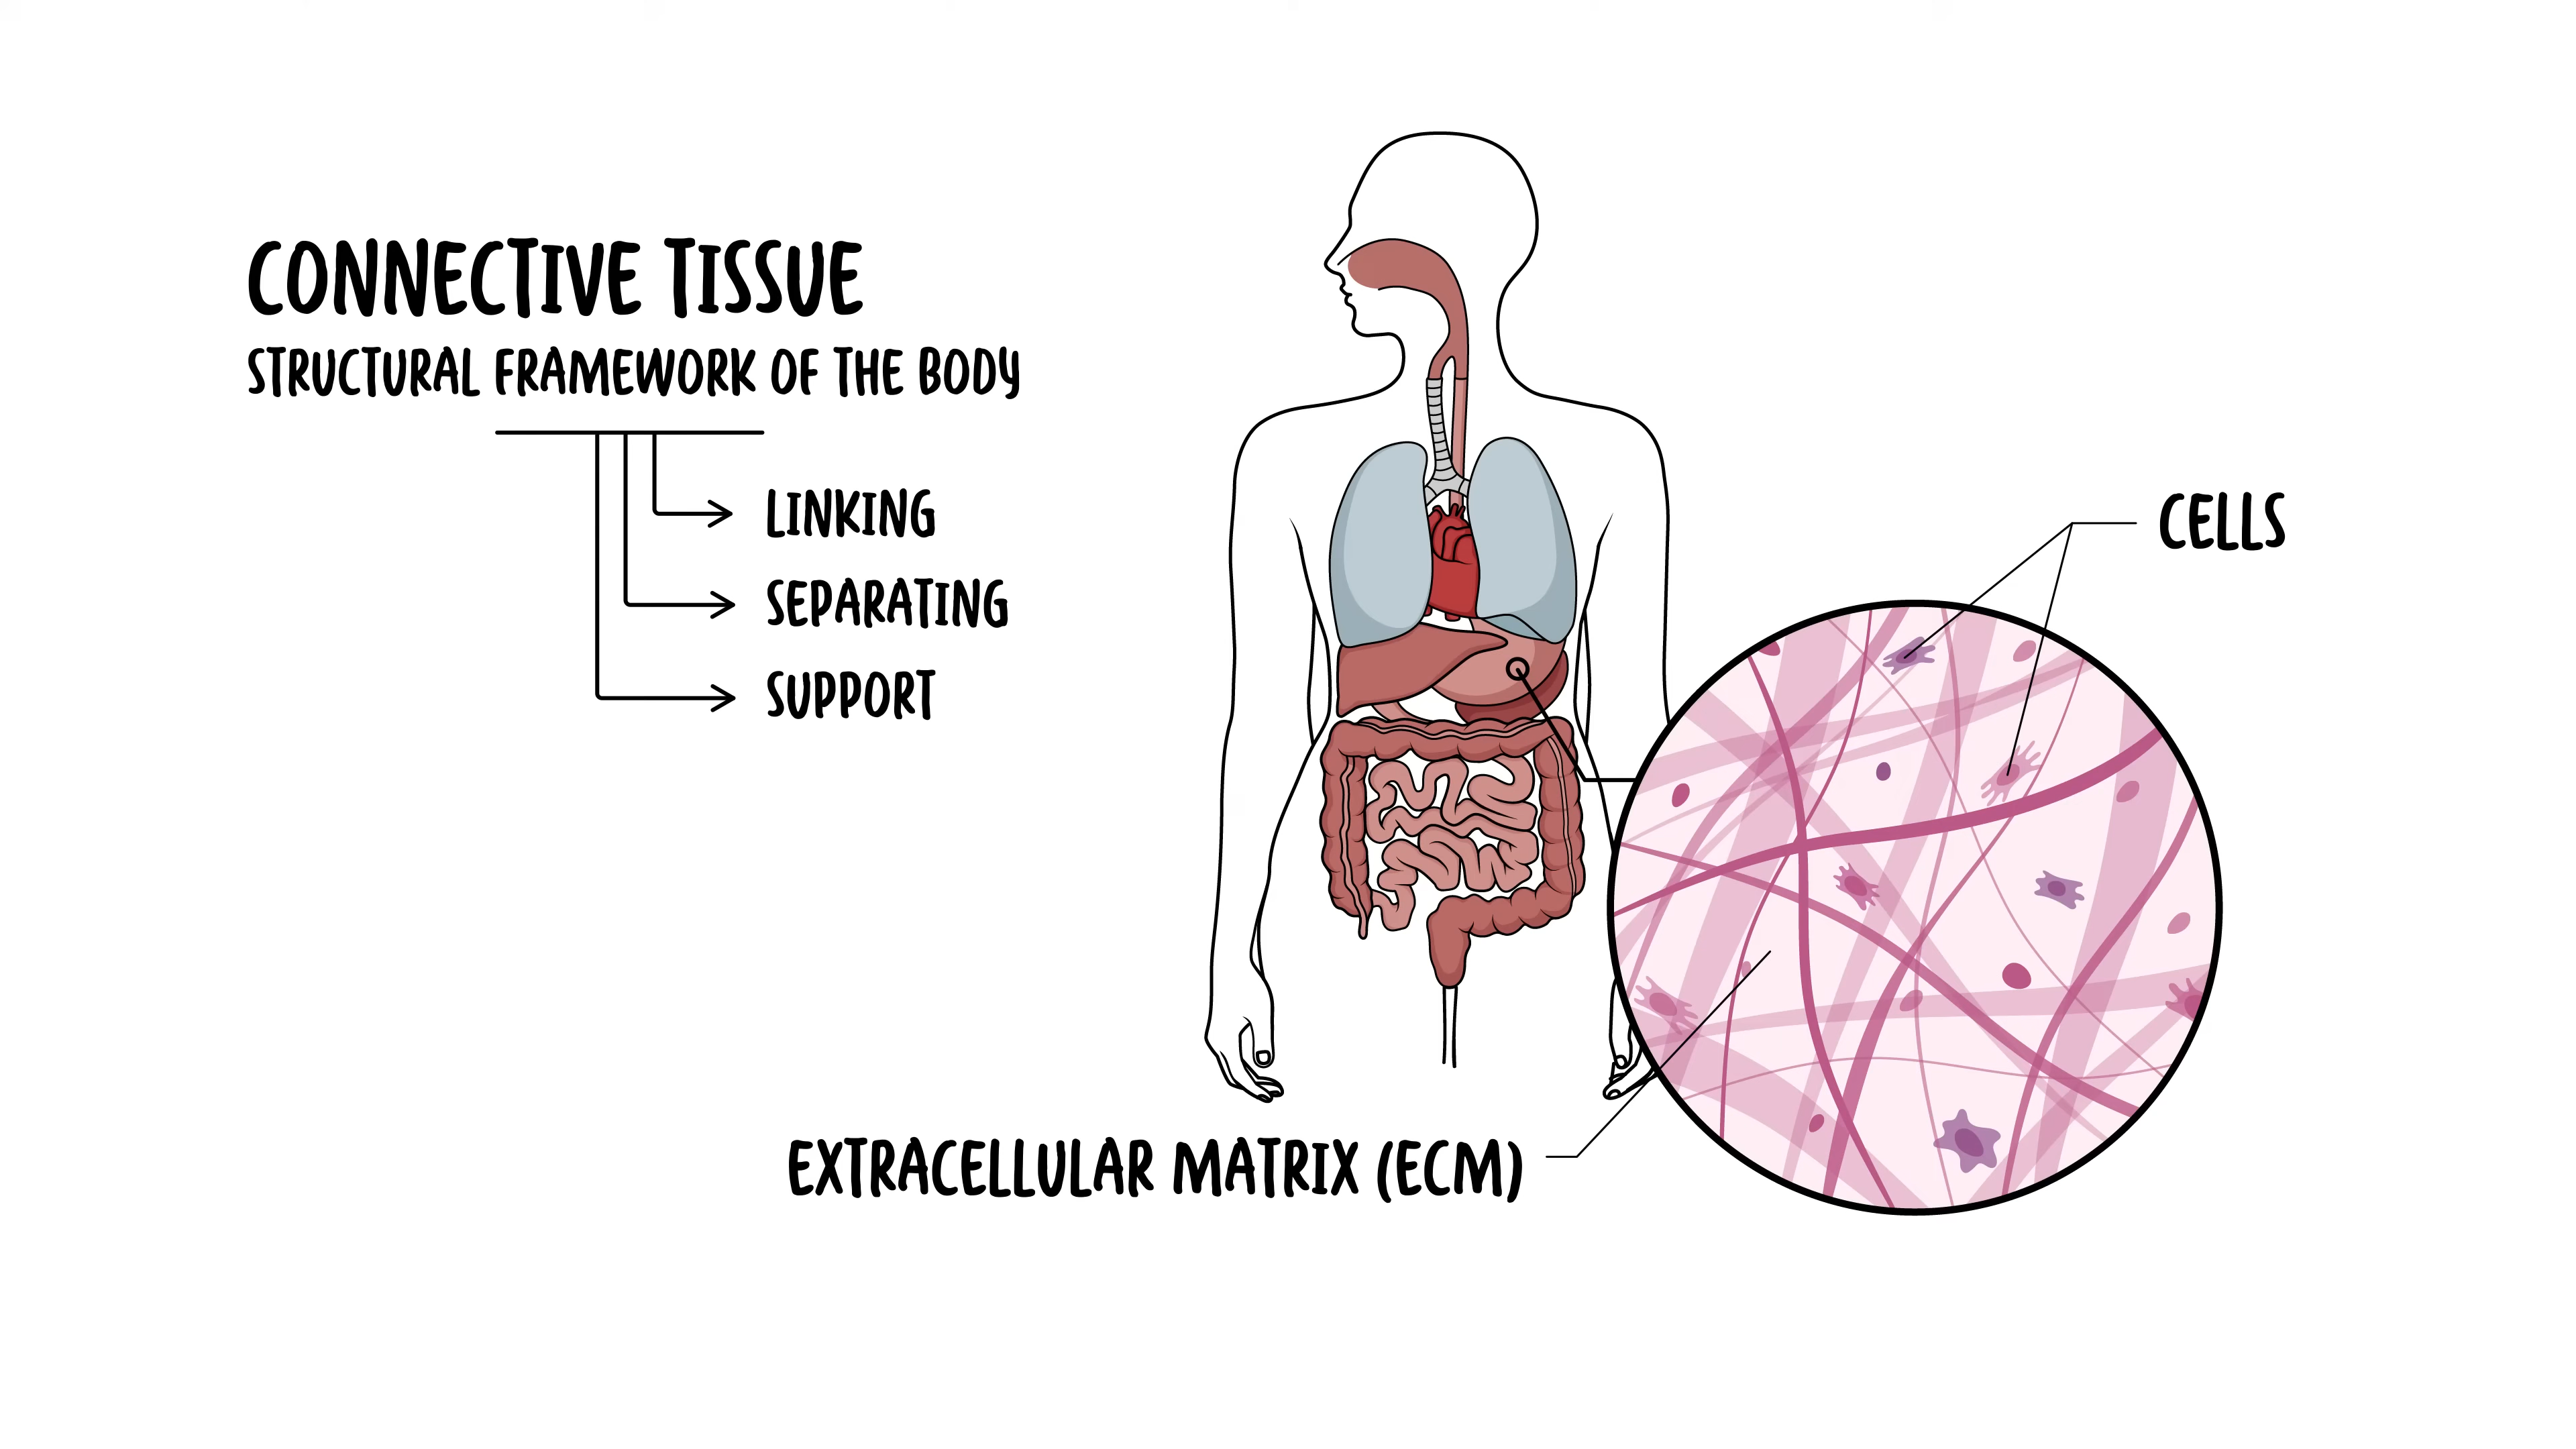 CONNECTIVE TISSUE
STRUCTURAL FRAMEWORK OF THE BODY
LINKING
SEPARATING
SUPPORT
CELLS
EXTRACELLULAR MATRIX (ECM)